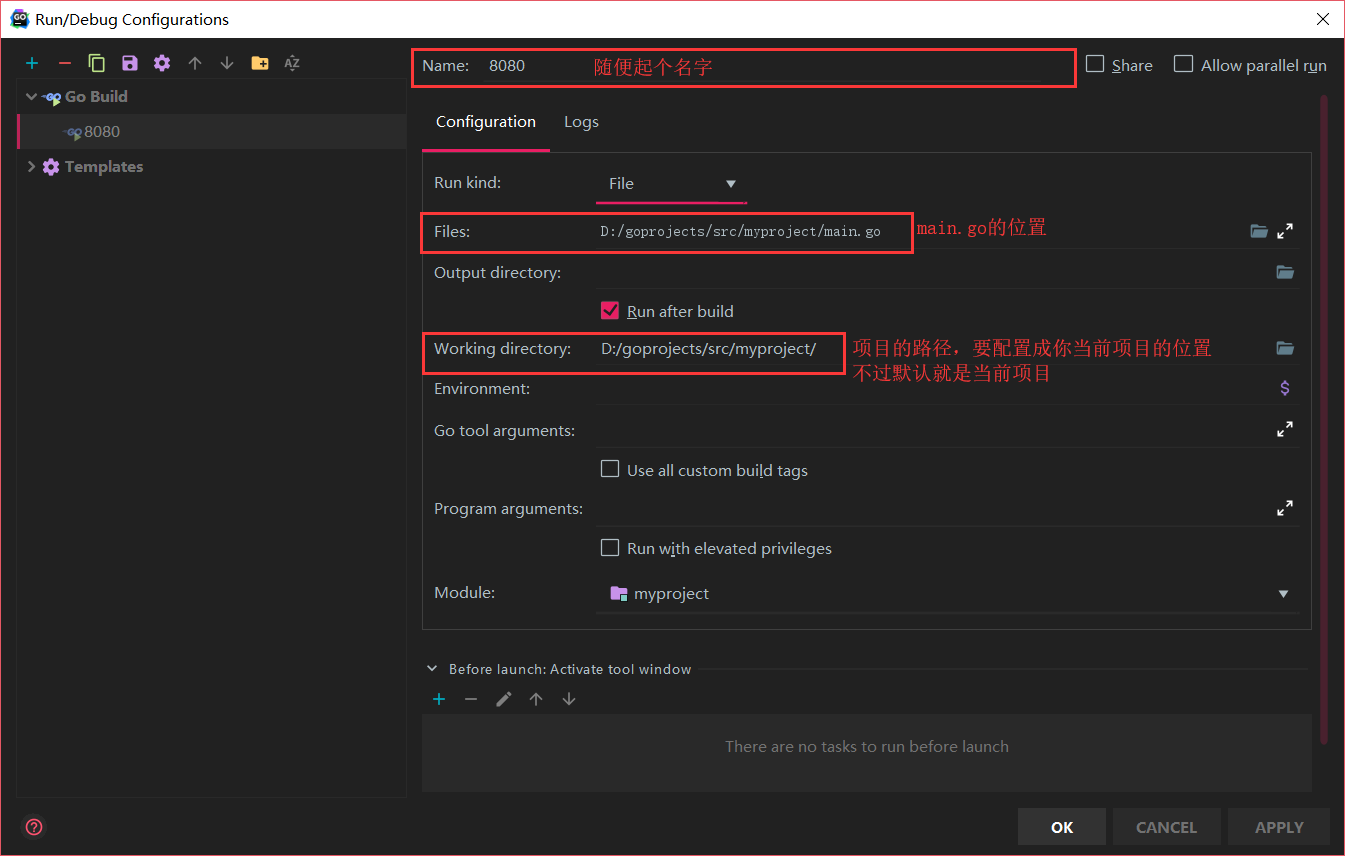 Run/Debug Configurations
Name: 8080 随便起个名字
Share
Allow parallel run
Go Build
8080
Templates
Configuration Logs
Run kind: File
Files: D:/goprojects/src/myproject/main.go main.go的位置
Output directory:
Run after build
Working directory: D:/goprojects/src/myproject/ 项目的路径，要配置成你当前项目的位置
不过默认就是当前项目
Environment:
Go tool arguments:
Use all custom build tags
Program arguments:
Run with elevated privileges
Module: myproject
Before launch: Activate tool window
There are no tasks to run before launch
OK CANCEL APPLY